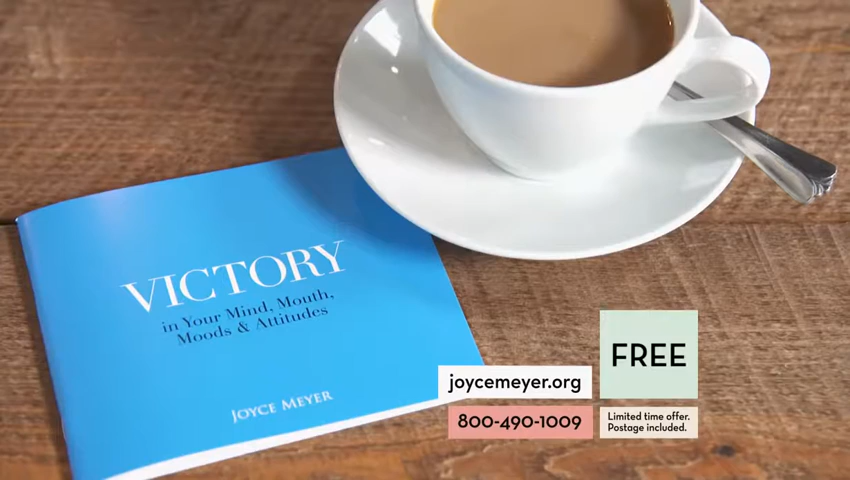 VICTORY
in Your Mind, Mouth,
Moods & Attitudes
JOYCE MEYER
joycemeyer.org
800-490-1009
FREE
Limited time offer.
Postage included.